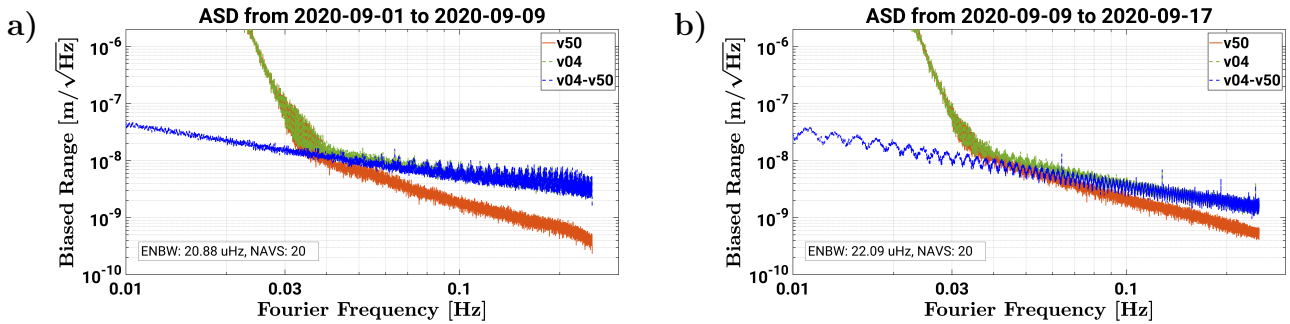 a)
ASD from 2020-09-01 to 2020-09-09
Biased Range [m/√Hz]
10⁻⁶
10⁻⁷
10⁻⁸
10⁻⁹
10⁻¹⁰
v50
v04
v04-v50
ENBW: 20.88 uHz, NAVS: 20
0.01 0.03 0.1
Fourier Frequency [Hz]
b)
ASD from 2020-09-09 to 2020-09-17
Biased Range [m/√Hz]
10⁻⁶
10⁻⁷
10⁻⁸
10⁻⁹
10⁻¹⁰
v50
v04
v04-v50
ENBW: 22.09 uHz, NAVS: 20
0.01 0.03 0.1
Fourier Frequency [Hz]